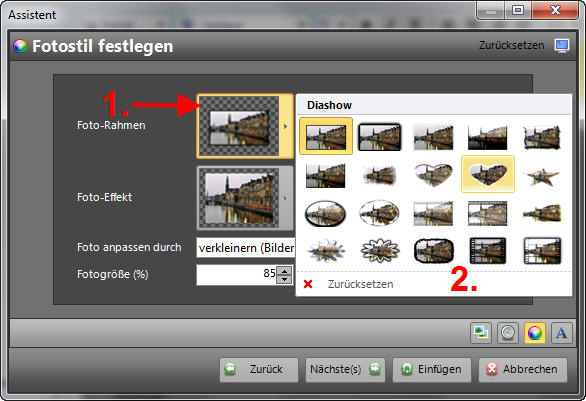 Assistent
Fotostil festlegen
Zurücksetzen
1.
Diashow
Foto-Rahmen
Foto-Effekt
Foto anpassen durch
verkleinern (Bilder
Fotogröße (%)
85
Zurücksetzen
2.
A
Zurück
Nächste(s)
Einfügen
Abbrechen